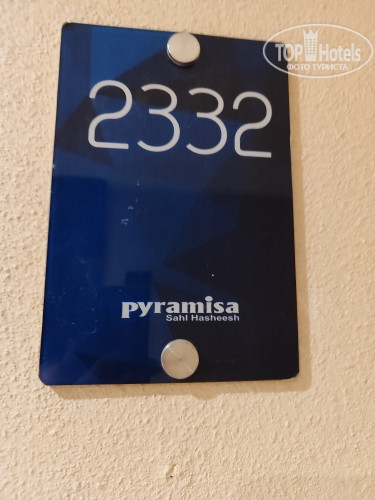 TOP Hotels
ФОТО ТУРИСТА
2332
pyramisa
Sahl Hasheesh